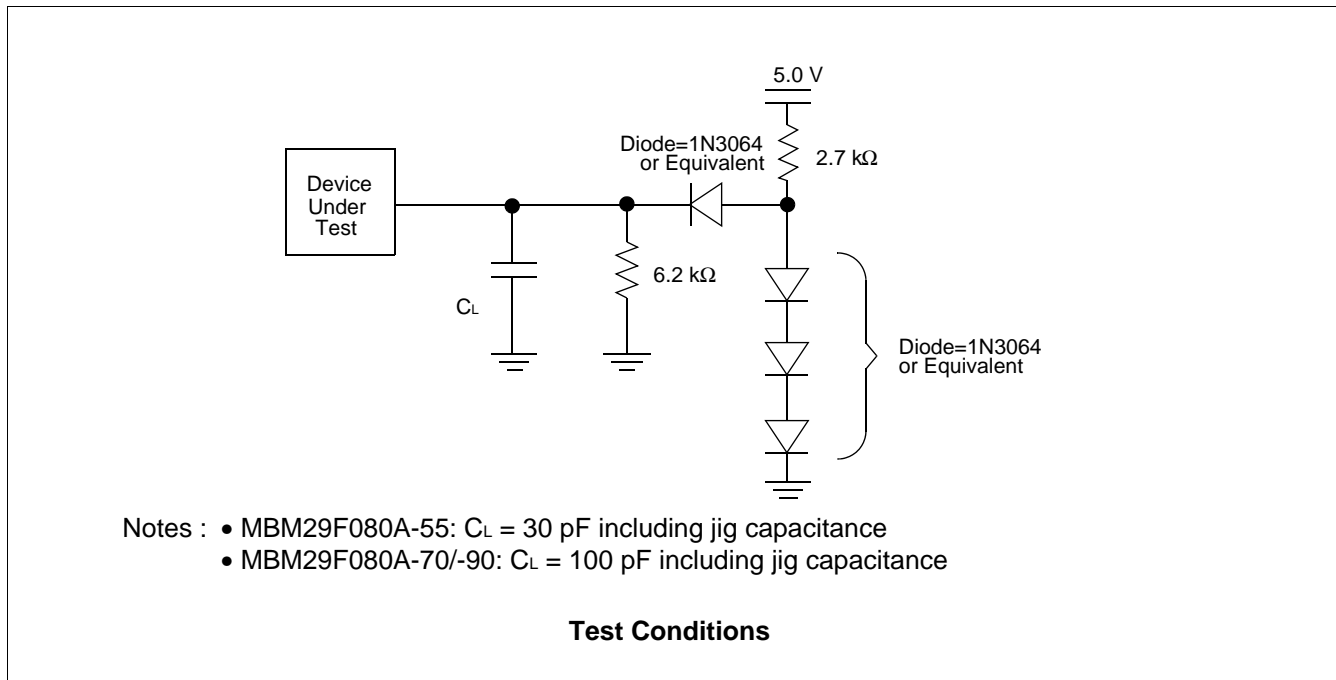 5.0 V
Diode=1N3064
or Equivalent
2.7 kΩ
Device
Under
Test
6.2 kΩ
CL
Diode=1N3064
or Equivalent
Notes : • MBM29F080A-55: CL = 30 pF including jig capacitance
• MBM29F080A-70/-90: CL = 100 pF including jig capacitance
Test Conditions